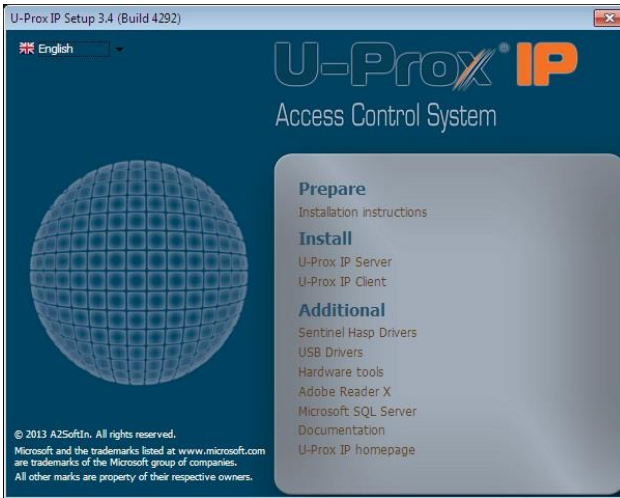 U-Prox IP Setup 3.4 (Build 4292)
English
U-Prox® IP
Access Control System
Prepare
Installation instructions
Install
U-Prox IP Server
U-Prox IP Client
Additional
Sentinel Hasp Drivers
USB Drivers
Hardware tools
Adobe Reader X
Microsoft SQL Server
Documentation
U-Prox IP homepage
© 2013 A2SoftIn. All rights reserved.
Microsoft and the trademarks listed at www.microsoft.com
are trademarks of the Microsoft group of companies.
All other marks are property of their respective owners.